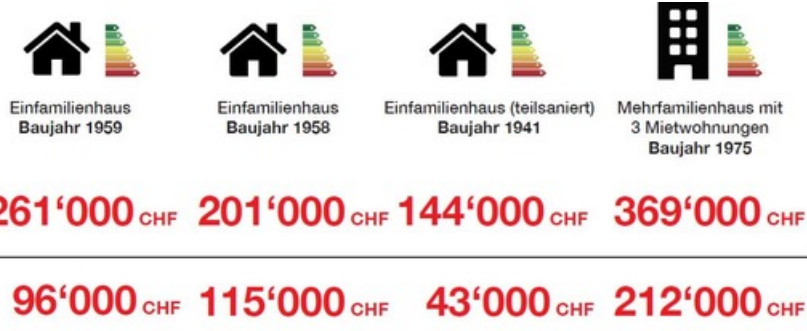 Einfamilienhaus
Baujahr 1959
Einfamilienhaus
Baujahr 1958
Einfamilienhaus (teilsaniert)
Baujahr 1941
Mehrfamilienhaus mit
3 Mietwohnungen
Baujahr 1975
261‘000 CHF 201‘000 CHF 144‘000 CHF 369‘000 CHF
96‘000 CHF 115‘000 CHF 43‘000 CHF 212‘000 CHF